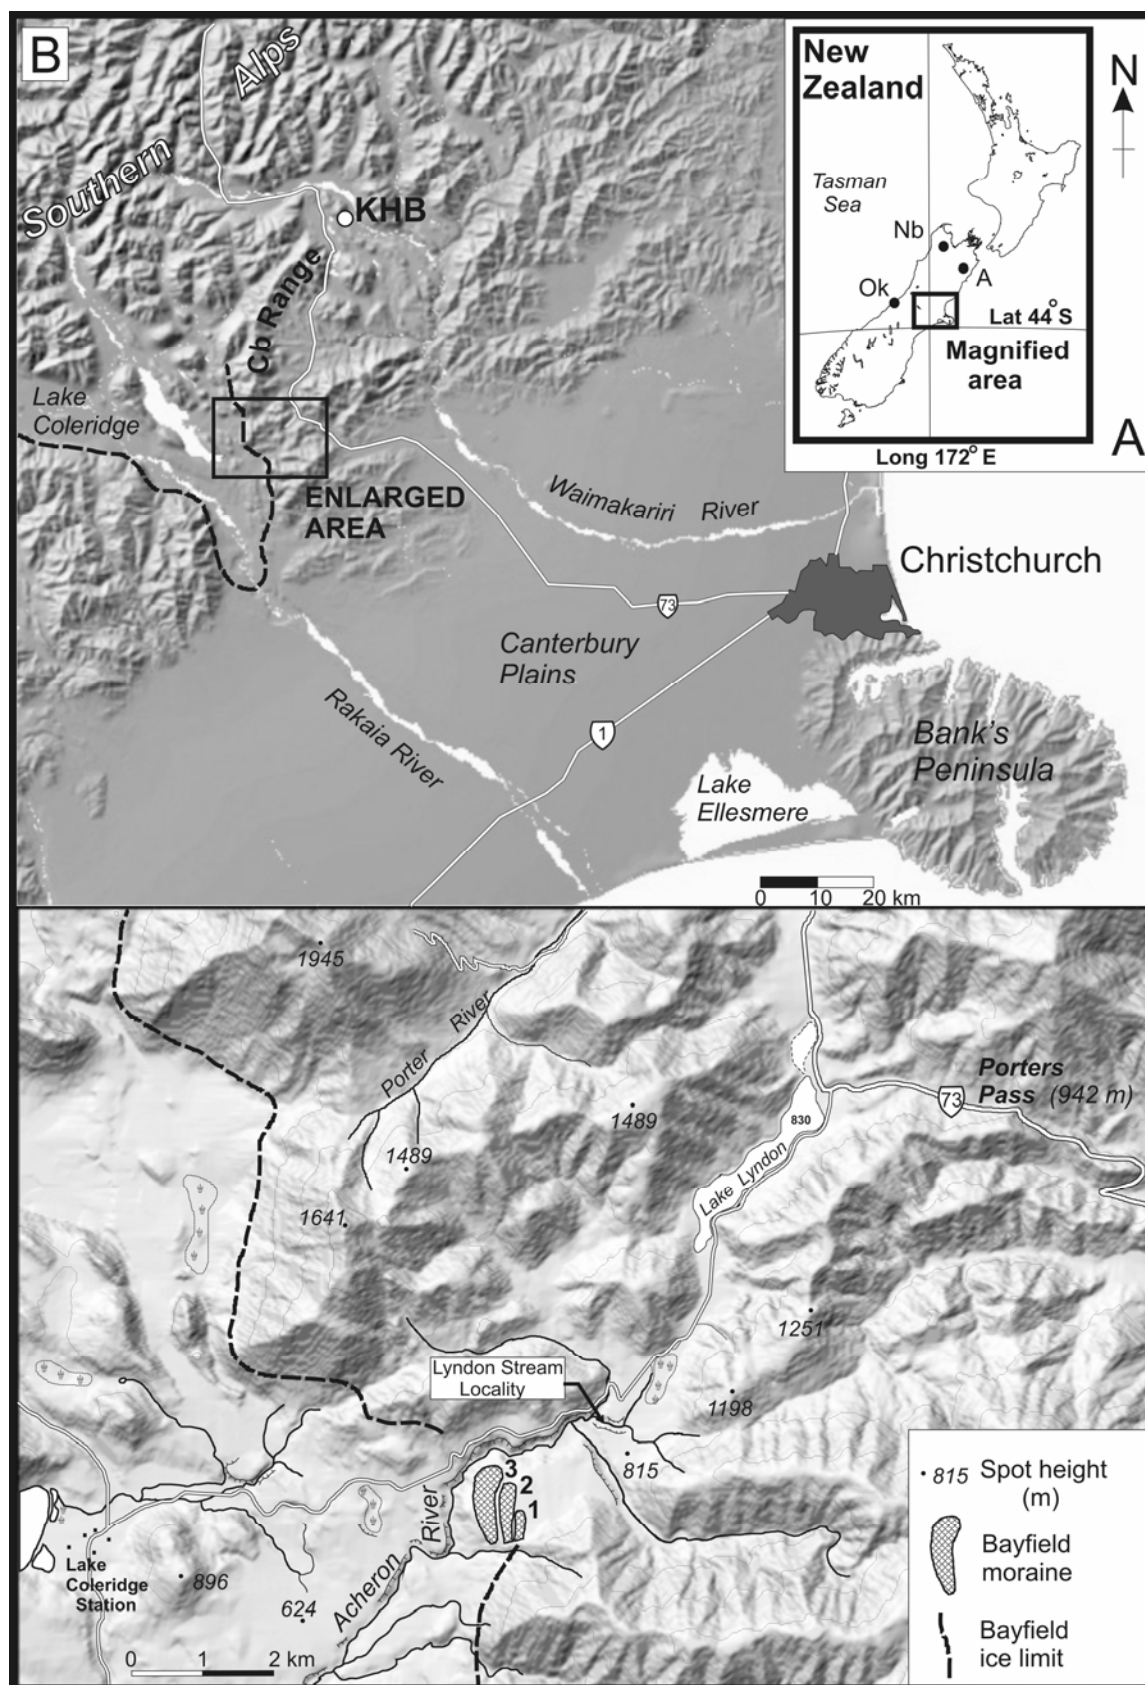 B
Alps
Southern
KHB
Cb Range
Lake
Coleridge
ENLARGED
AREA
Waimakariri River
Christchurch
73
Canterbury
Plains
Rakaia River
1
Bank's
Peninsula
Lake
Ellesmere
0 10 20 km
New
Zealand
N
Tasman
Sea
Nb
A
Ok
Lat 44°S
Magnified
area
A
Long 172°E
1945
Porter River
1489
1489
1641
830
Lake Lyndon
Porters
Pass (942 m)
73
1251
Lyndon Stream
Locality
1198
815
3
2
1
Acheron River
Lake
Coleridge
Station
896
624
0 1 2 km
815 Spot height
(m)
Bayfield
moraine
Bayfield
ice limit